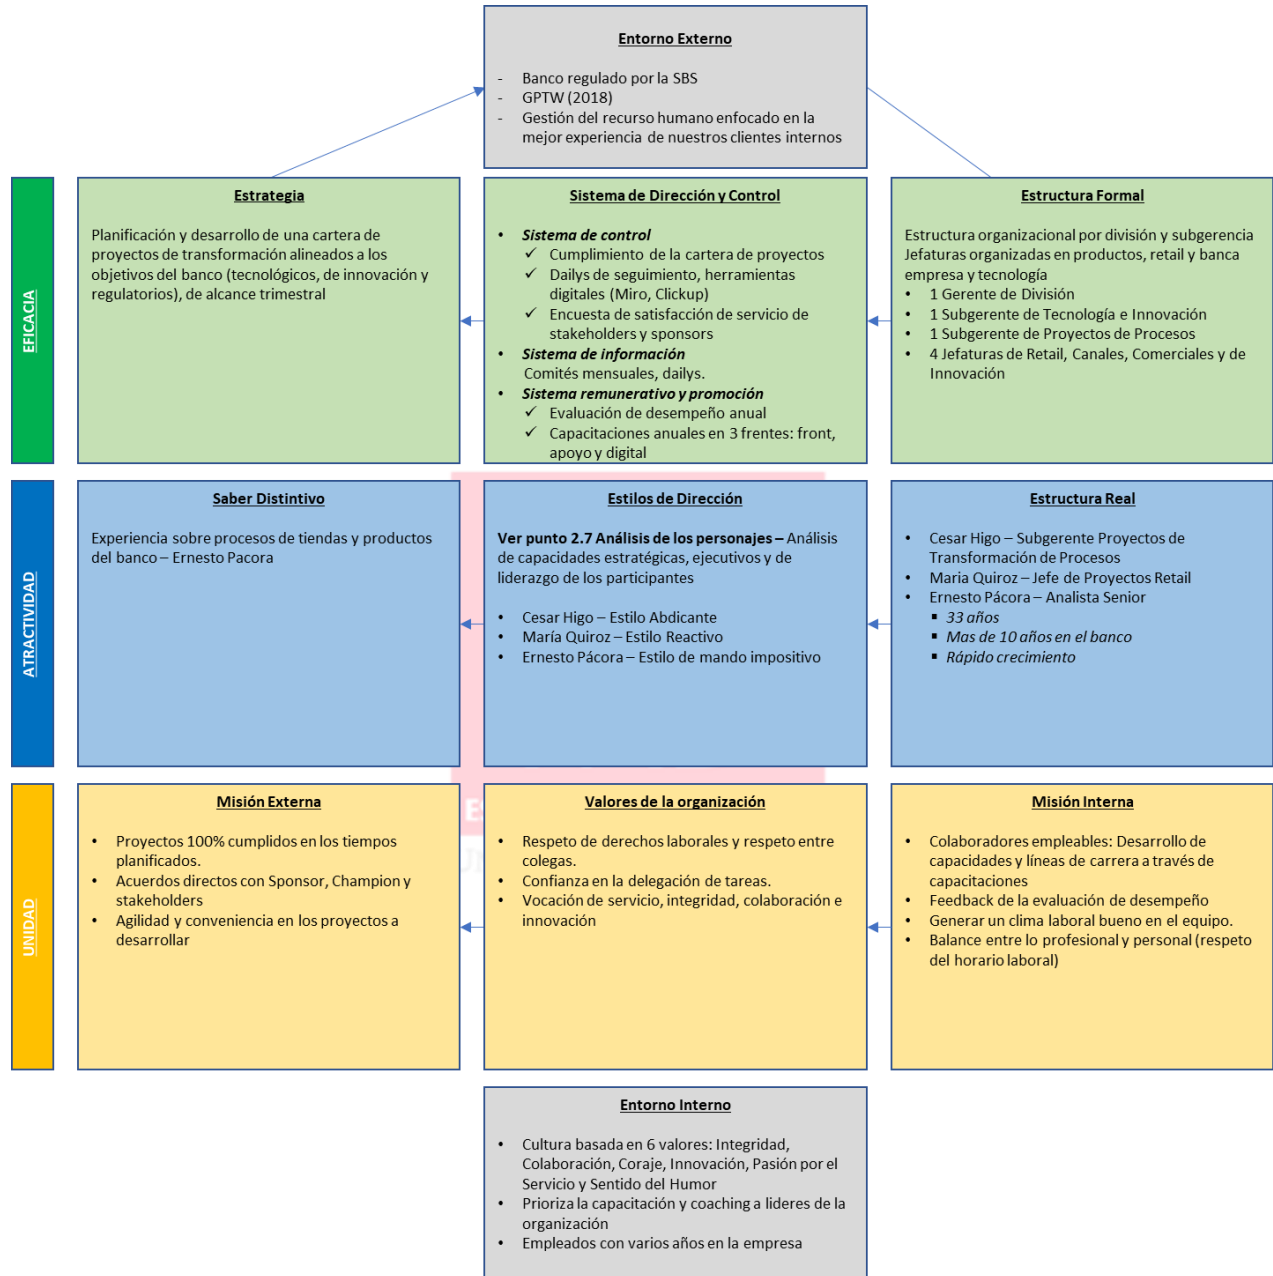 Entorno Externo
- Banco regulado por la SBS
- GPTW (2018)
- Gestión del recurso humano enfocado en la
mejor experiencia de nuestros clientes internos
EFICACIA
Estrategia
Planificación y desarrollo de una cartera de
proyectos de transformación alineados a los
objetivos del banco (tecnológicos, de innovación y
regulatorios), de alcance trimestral
Sistema de Dirección y Control
• Sistema de control
✓ Cumplimiento de la cartera de proyectos
✓ Dailys de seguimiento, herramientas
digitales (Miro, Clickup)
✓ Encuesta de satisfacción de servicio de
stakeholders y sponsors
• Sistema de información
Comités mensuales, dailys.
• Sistema remunerativo y promoción
✓ Evaluación de desempeño anual
✓ Capacitaciones anuales en 3 frentes: front,
apoyo y digital
Estructura Formal
Estructura organizacional por división y subgerencia
Jefaturas organizadas en productos, retail y banca
empresa y tecnología
• 1 Gerente de División
• 1 Subgerente de Tecnología e Innovación
• 1 Subgerente de Proyectos de Procesos
• 4 Jefaturas de Retail, Canales, Comerciales y de
Innovación
ATRACTIVIDAD
Saber Distintivo
Experiencia sobre procesos de tiendas y productos
del banco – Ernesto Pacora
Estilos de Dirección
Ver punto 2.7 Análisis de los personajes – Análisis
de capacidades estratégicas, ejecutivos y de
liderazgo de los participantes
• Cesar Higo – Estilo Abdicante
• María Quiroz – Estilo Reactivo
• Ernesto Pácora – Estilo de mando impositivo
Estructura Real
• Cesar Higo – Subgerente Proyectos de
Transformación de Procesos
• Maria Quiroz – Jefe de Proyectos Retail
• Ernesto Pácora – Analista Senior
▪ 33 años
▪ Mas de 10 años en el banco
▪ Rápido crecimiento
UNIDAD
Misión Externa
• Proyectos 100% cumplidos en los tiempos
planificados.
• Acuerdos directos con Sponsor, Champion y
stakeholders
• Agilidad y conveniencia en los proyectos a
desarrollar
Valores de la organización
• Respeto de derechos laborales y respeto entre
colegas.
• Confianza en la delegación de tareas.
• Vocación de servicio, integridad, colaboración e
innovación
Misión Interna
• Colaboradores empleables: Desarrollo de
capacidades y líneas de carrera a través de
capacitaciones
• Feedback de la evaluación de desempeño
• Generar un clima laboral bueno en el equipo.
• Balance entre lo profesional y personal (respeto
del horario laboral)
Entorno Interno
• Cultura basada en 6 valores: Integridad,
Colaboración, Coraje, Innovación, Pasión por el
Servicio y Sentido del Humor
• Prioriza la capacitación y coaching a lideres de la
organización
• Empleados con varios años en la empresa